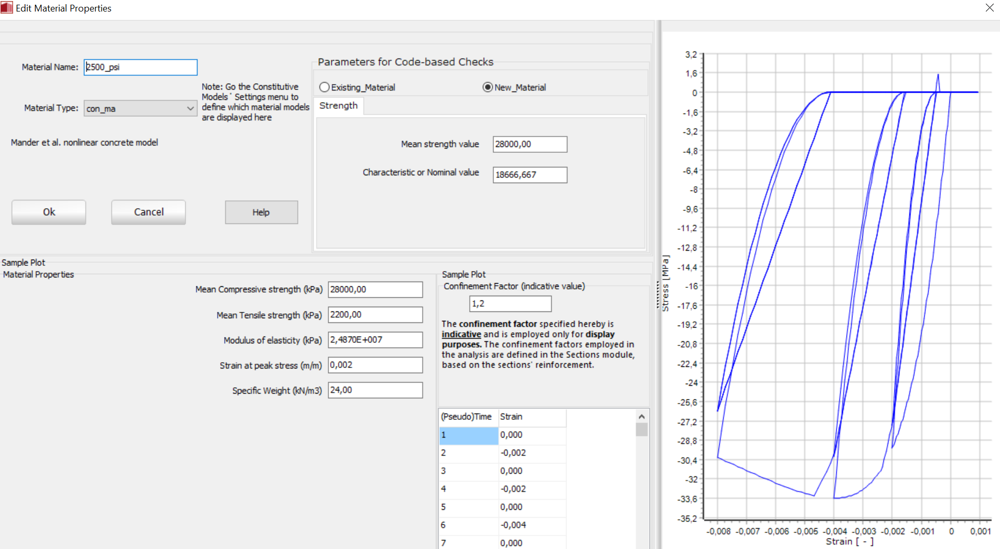 Edit Material Properties
Material Name: 2500_psi
Material Type: con_ma
Note: Go the Constitutive
Models` Settings menu to
define which material models
are displayed here
Mander et al. nonlinear concrete model
Ok
Cancel
Help
Parameters for Code-based Checks
Existing_Material
New_Material
Strength
Mean strength value 28000,00
Characteristic or Nominal value 18666,667
Sample Plot
Material Properties
Mean Compressive strength (kPa) 28000,00
Mean Tensile strength (kPa) 2200,00
Modulus of elasticity (kPa) 2,4870E+007
Strain at peak stress (m/m) 0,002
Specific Weight (kN/m3) 24,00
Sample Plot
Confinement Factor (indicative value)
1,2
The confinement factor specified hereby is
indicative and is employed only for display
purposes. The confinement factors employed in
the analysis are defined in the Sections module,
based on the sections' reinforcement.
(Pseudo)Time Strain
1 0,000
2 -0,002
3 0,000
4 -0,002
5 0,000
6 -0,004
7 0,000
Stress [MPa]
3,2
1,6
0
-1,6
-3,2
-4,8
-6,4
-8
-9,6
-11,2
-12,8
-14,4
-16
-17,6
-19,2
-20,8
-22,4
-24
-25,6
-27,2
-28,8
-30,4
-32
-33,6
-35,2
-0,008 -0,007 -0,006 -0,005 -0,004 -0,003 -0,002 -0,001 0 0,001
Strain [ - ]